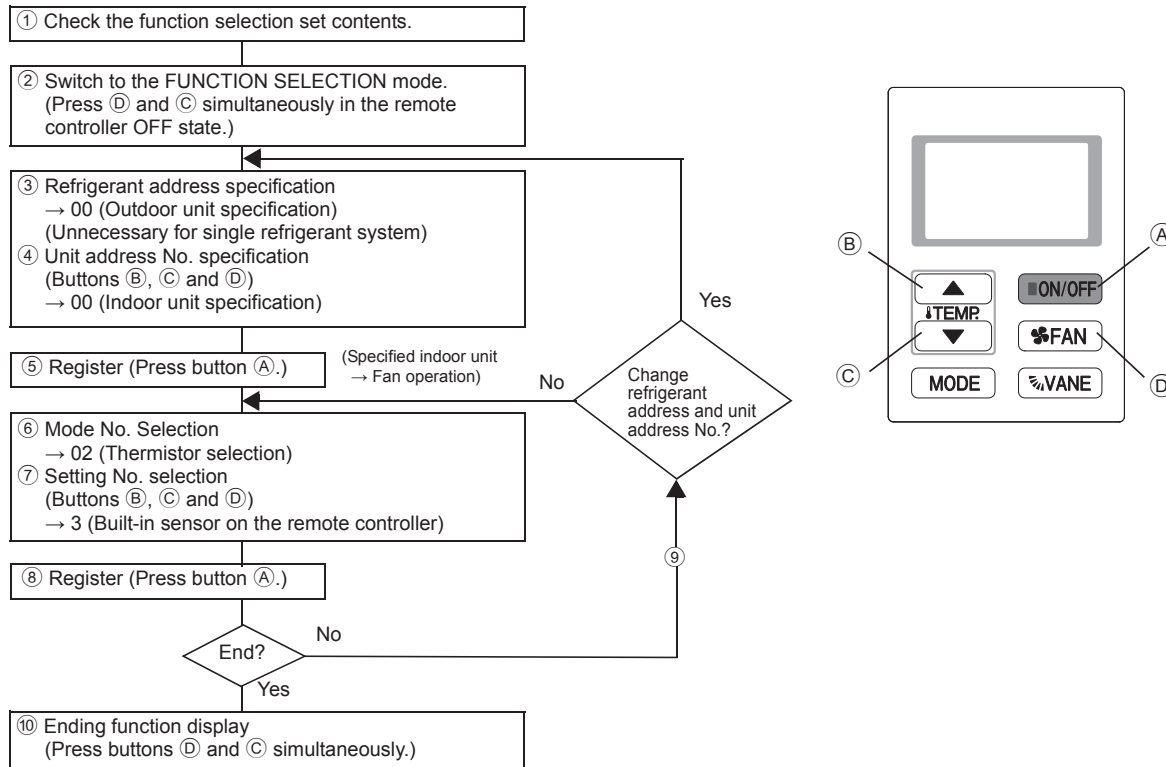 ① Check the function selection set contents.
② Switch to the FUNCTION SELECTION mode.
(Press Ⓓ and Ⓒ simultaneously in the remote
controller OFF state.)
③ Refrigerant address specification
→ 00 (Outdoor unit specification)
(Unnecessary for single refrigerant system)
④ Unit address No. specification
(Buttons Ⓑ, Ⓒ and Ⓓ)
→ 00 (Indoor unit specification)
⑤ Register (Press button Ⓐ.)
(Specified indoor unit
→ Fan operation)
No
Yes
Change
refrigerant
address and unit
address No.?
⑥ Mode No. Selection
→ 02 (Thermistor selection)
⑦ Setting No. selection
(Buttons Ⓑ, Ⓒ and Ⓓ)
→ 3 (Built-in sensor on the remote controller)
⑨
⑧ Register (Press button Ⓐ.)
End?
No
Yes
⑩ Ending function display
(Press buttons Ⓓ and Ⓒ simultaneously.)
Ⓑ
Ⓐ
ON/OFF
TEMP.
FAN
Ⓒ
Ⓓ
MODE
VANE